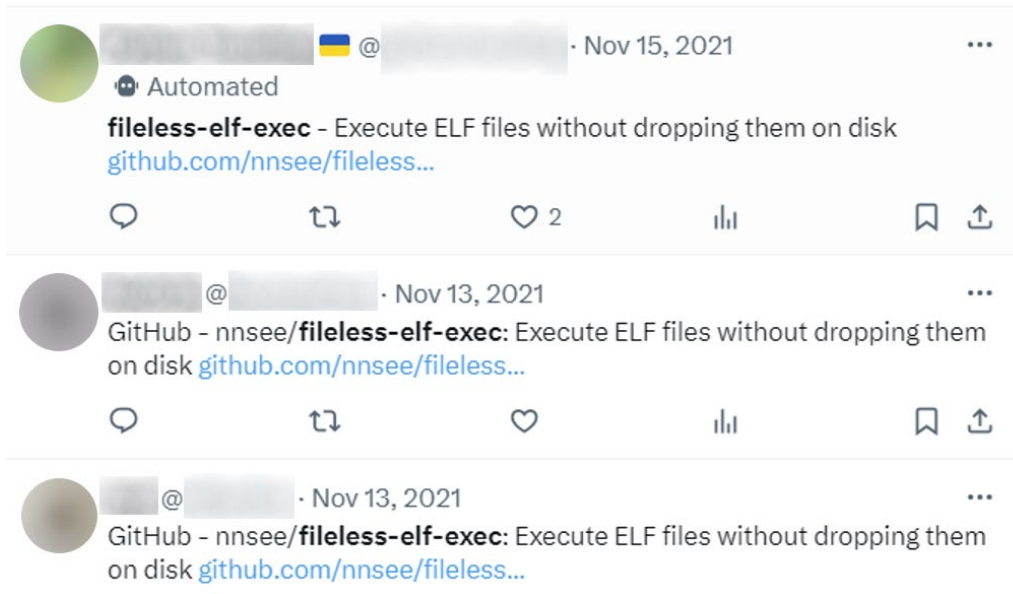 @ · Nov 15, 2021
Automated
fileless-elf-exec - Execute ELF files without dropping them on disk
github.com/nnsee/fileless...
2
@ · Nov 13, 2021
GitHub - nnsee/fileless-elf-exec: Execute ELF files without dropping them
on disk github.com/nnsee/fileless...
@ · Nov 13, 2021
GitHub - nnsee/fileless-elf-exec: Execute ELF files without dropping them
on disk github.com/nnsee/fileless...